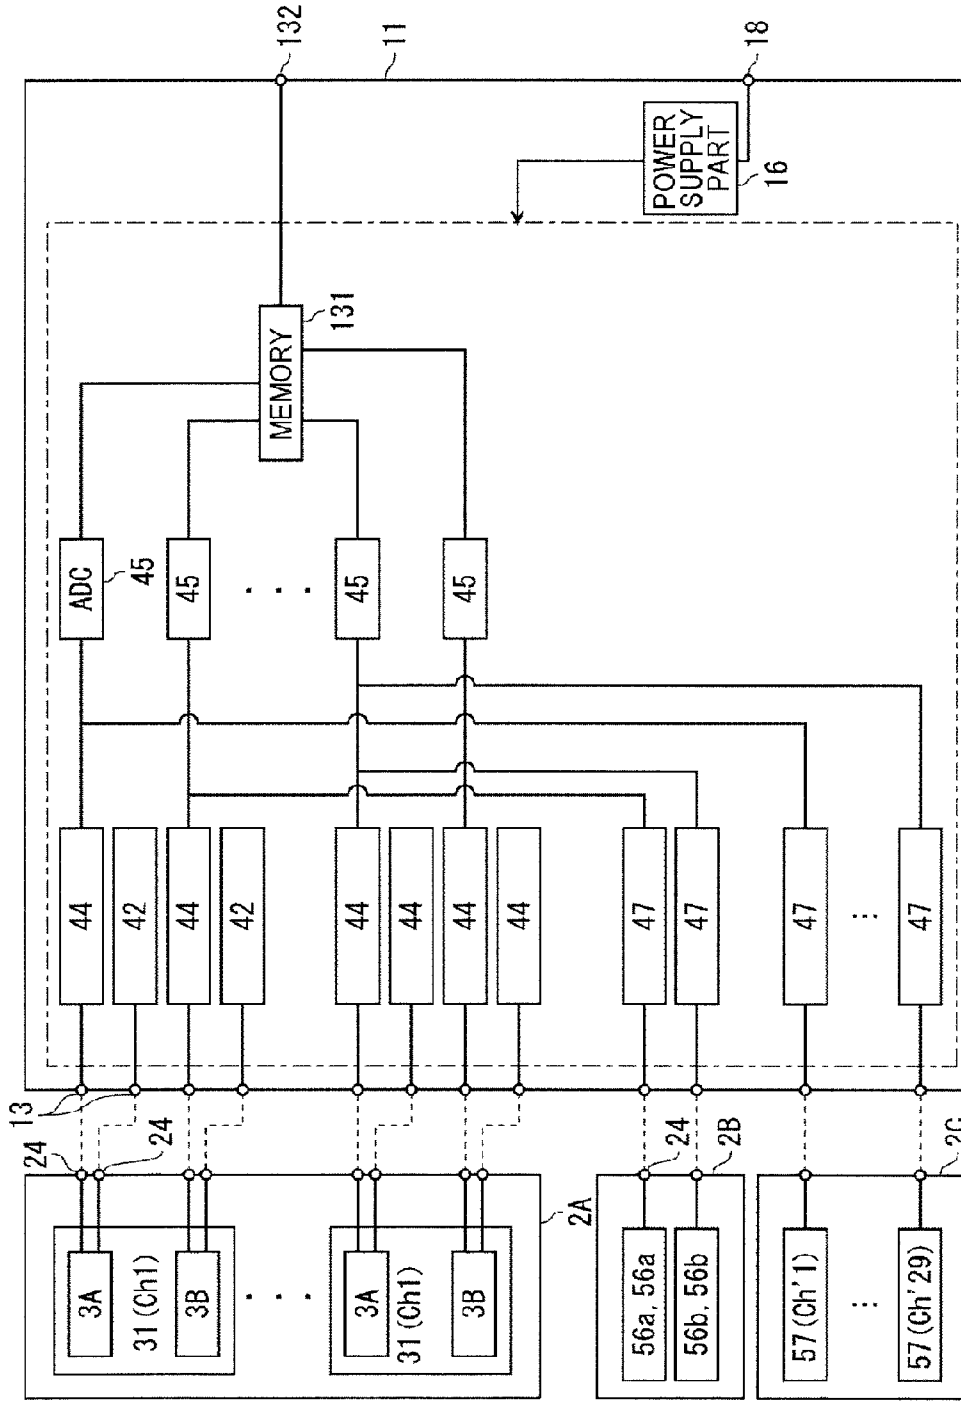 13
24
3A
44
ADC
24
42
45
31(Ch1)
3B
44
45
42
. . .
. . .
MEMORY
132
131
3A
44
45
11
31(Ch1)
44
3B
44
45
44
2A
56a, 56a
47
24
56b, 56b
47
2B
POWER
SUPPLY
PART
18
16
57(Ch'1)
47
...
...
57(Ch'29)
47